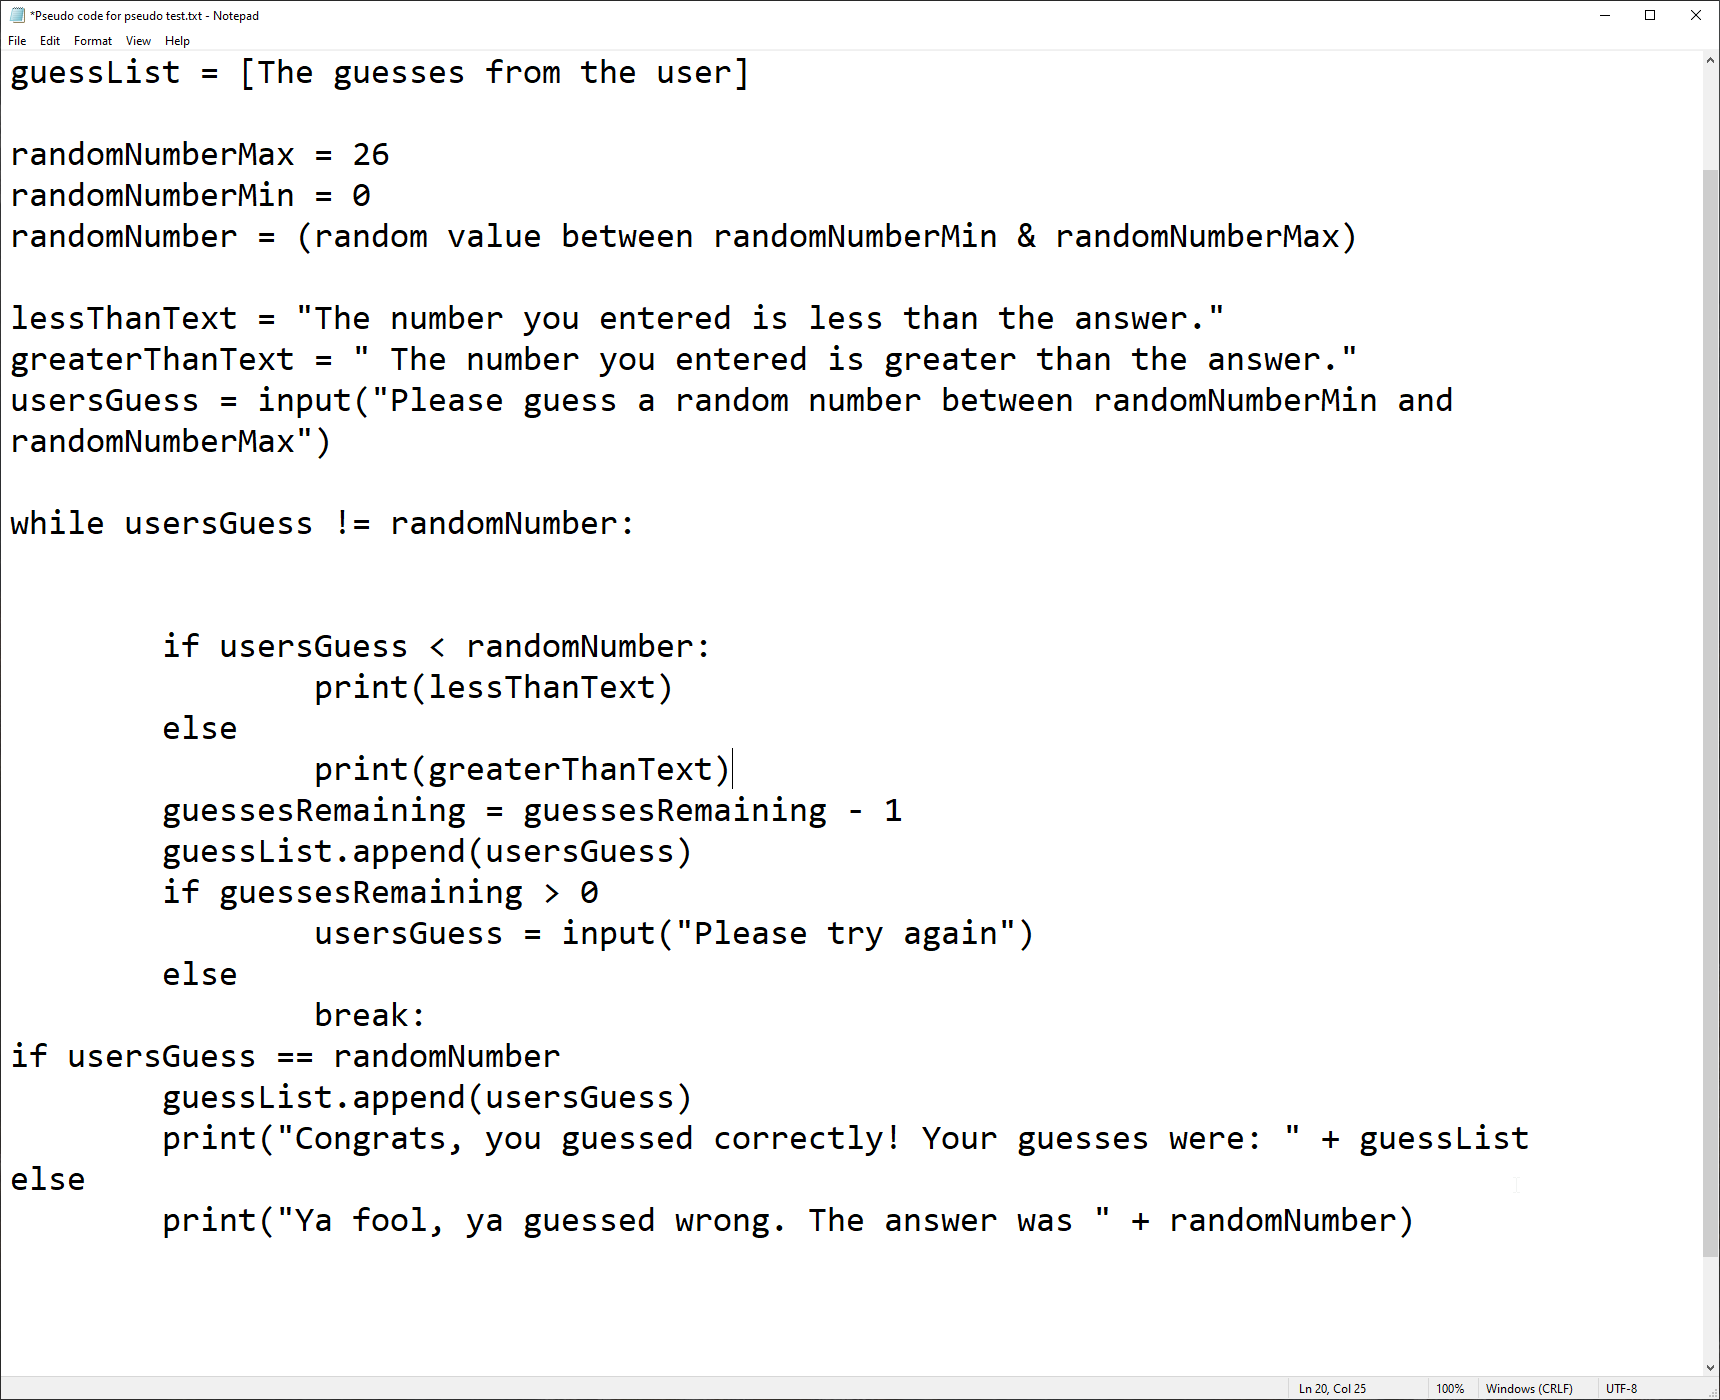 *Pseudo code for pseudo test.txt - Notepad
File Edit Format View Help
guessList = [The guesses from the user]
randomNumberMax = 26
randomNumberMin = 0
randomNumber = (random value between randomNumberMin & randomNumberMax)
lessThanText = "The number you entered is less than the answer."
greaterThanText = " The number you entered is greater than the answer."
usersGuess = input("Please guess a random number between randomNumberMin and
randomNumberMax")
while usersGuess != randomNumber:
if usersGuess < randomNumber:
print(lessThanText)
else
print(greaterThanText)
guessesRemaining = guessesRemaining - 1
guessList.append(usersGuess)
if guessesRemaining > 0
usersGuess = input("Please try again")
else
break:
if usersGuess == randomNumber
guessList.append(usersGuess)
print("Congrats, you guessed correctly! Your guesses were: " + guessList
else
print("Ya fool, ya guessed wrong. The answer was " + randomNumber)
Ln 20, Col 25 100% Windows (CRLF) UTF-8